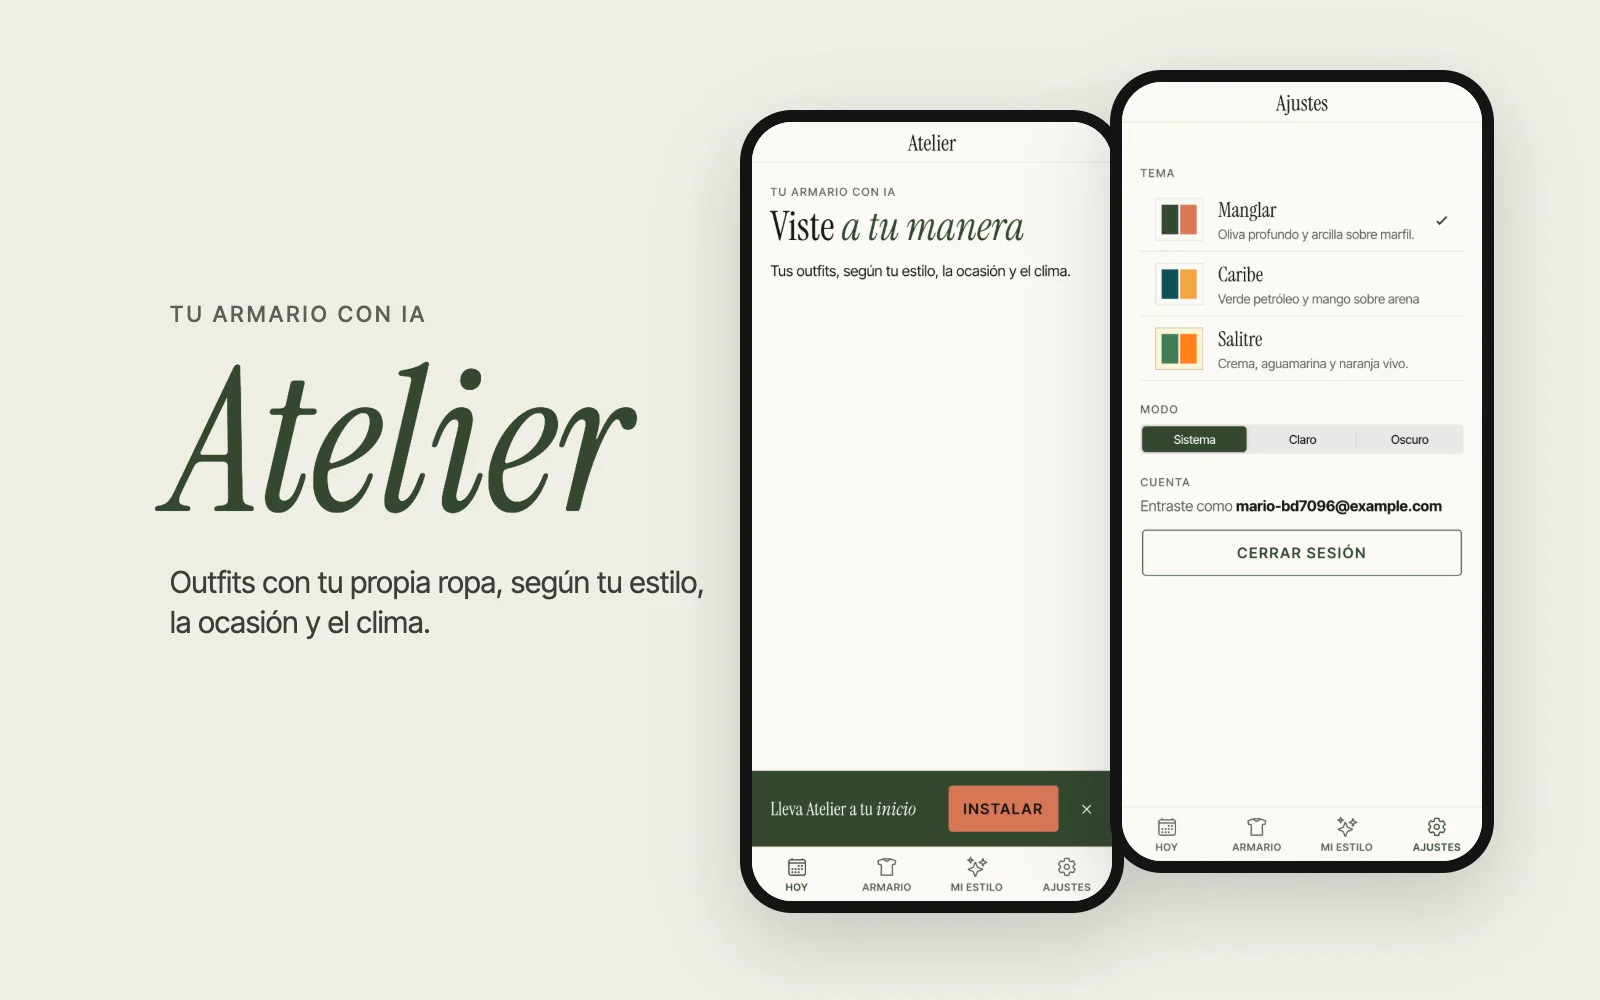 TU ARMARIO CON IA
Atelier
Outfits con tu propia ropa, según tu estilo,
la ocasión y el clima.
Atelier
TU ARMARIO CON IA
Viste a tu manera
Tus outfits, según tu estilo, la ocasión y el clima.
Lleva Atelier a tu inicio
INSTALAR
HOY
ARMARIO
MI ESTILO
AJUSTES
Ajustes
TEMA
Manglar
Oliva profundo y arcilla sobre marfil.
Caribe
Verde petróleo y mango sobre arena
Salitre
Crema, aguamarina y naranja vivo.
MODO
Sistema
Claro
Oscuro
CUENTA
Entraste como mario-bd7096@example.com
CERRAR SESIÓN
HOY
ARMARIO
MI ESTILO
AJUSTES